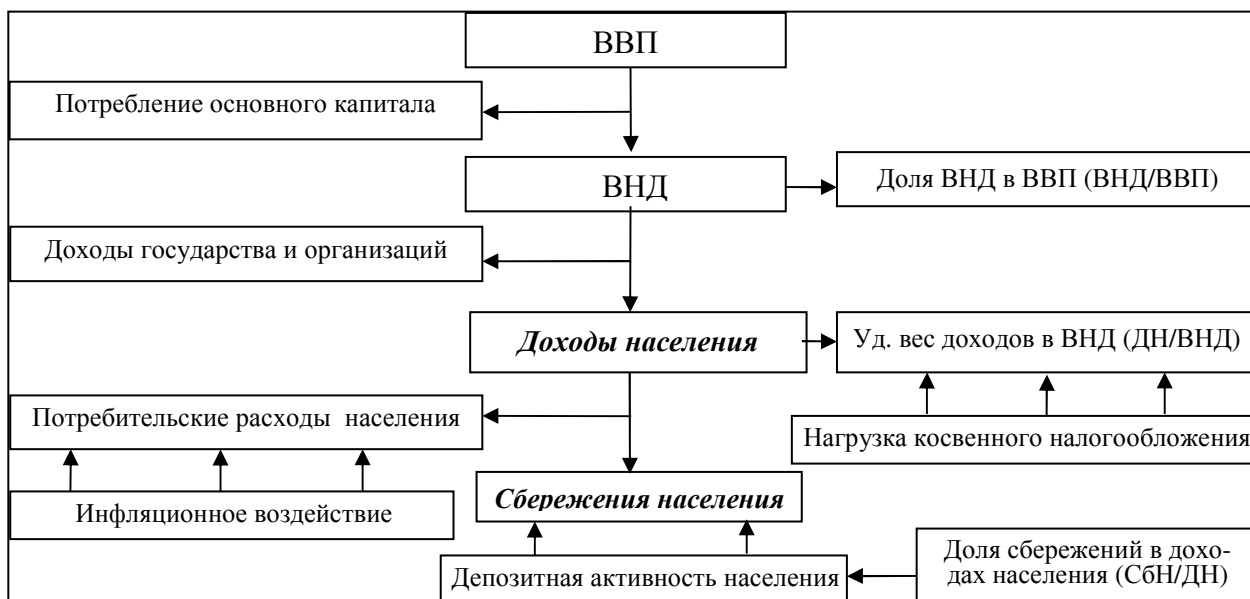 ВВП
Потребление основного капитала
ВНД
Доля ВНД в ВВП (ВНД/ВВП)
Доходы государства и организаций
Доходы населения
Уд. вес доходов в ВНД (ДН/ВНД)
Потребительские расходы населения
Нагрузка косвенного налогообложения
Сбережения населения
Инфляционное воздействие
Доля сбережений в дохо-
дах населения (СбН/ДН)
Депозитная активность населения